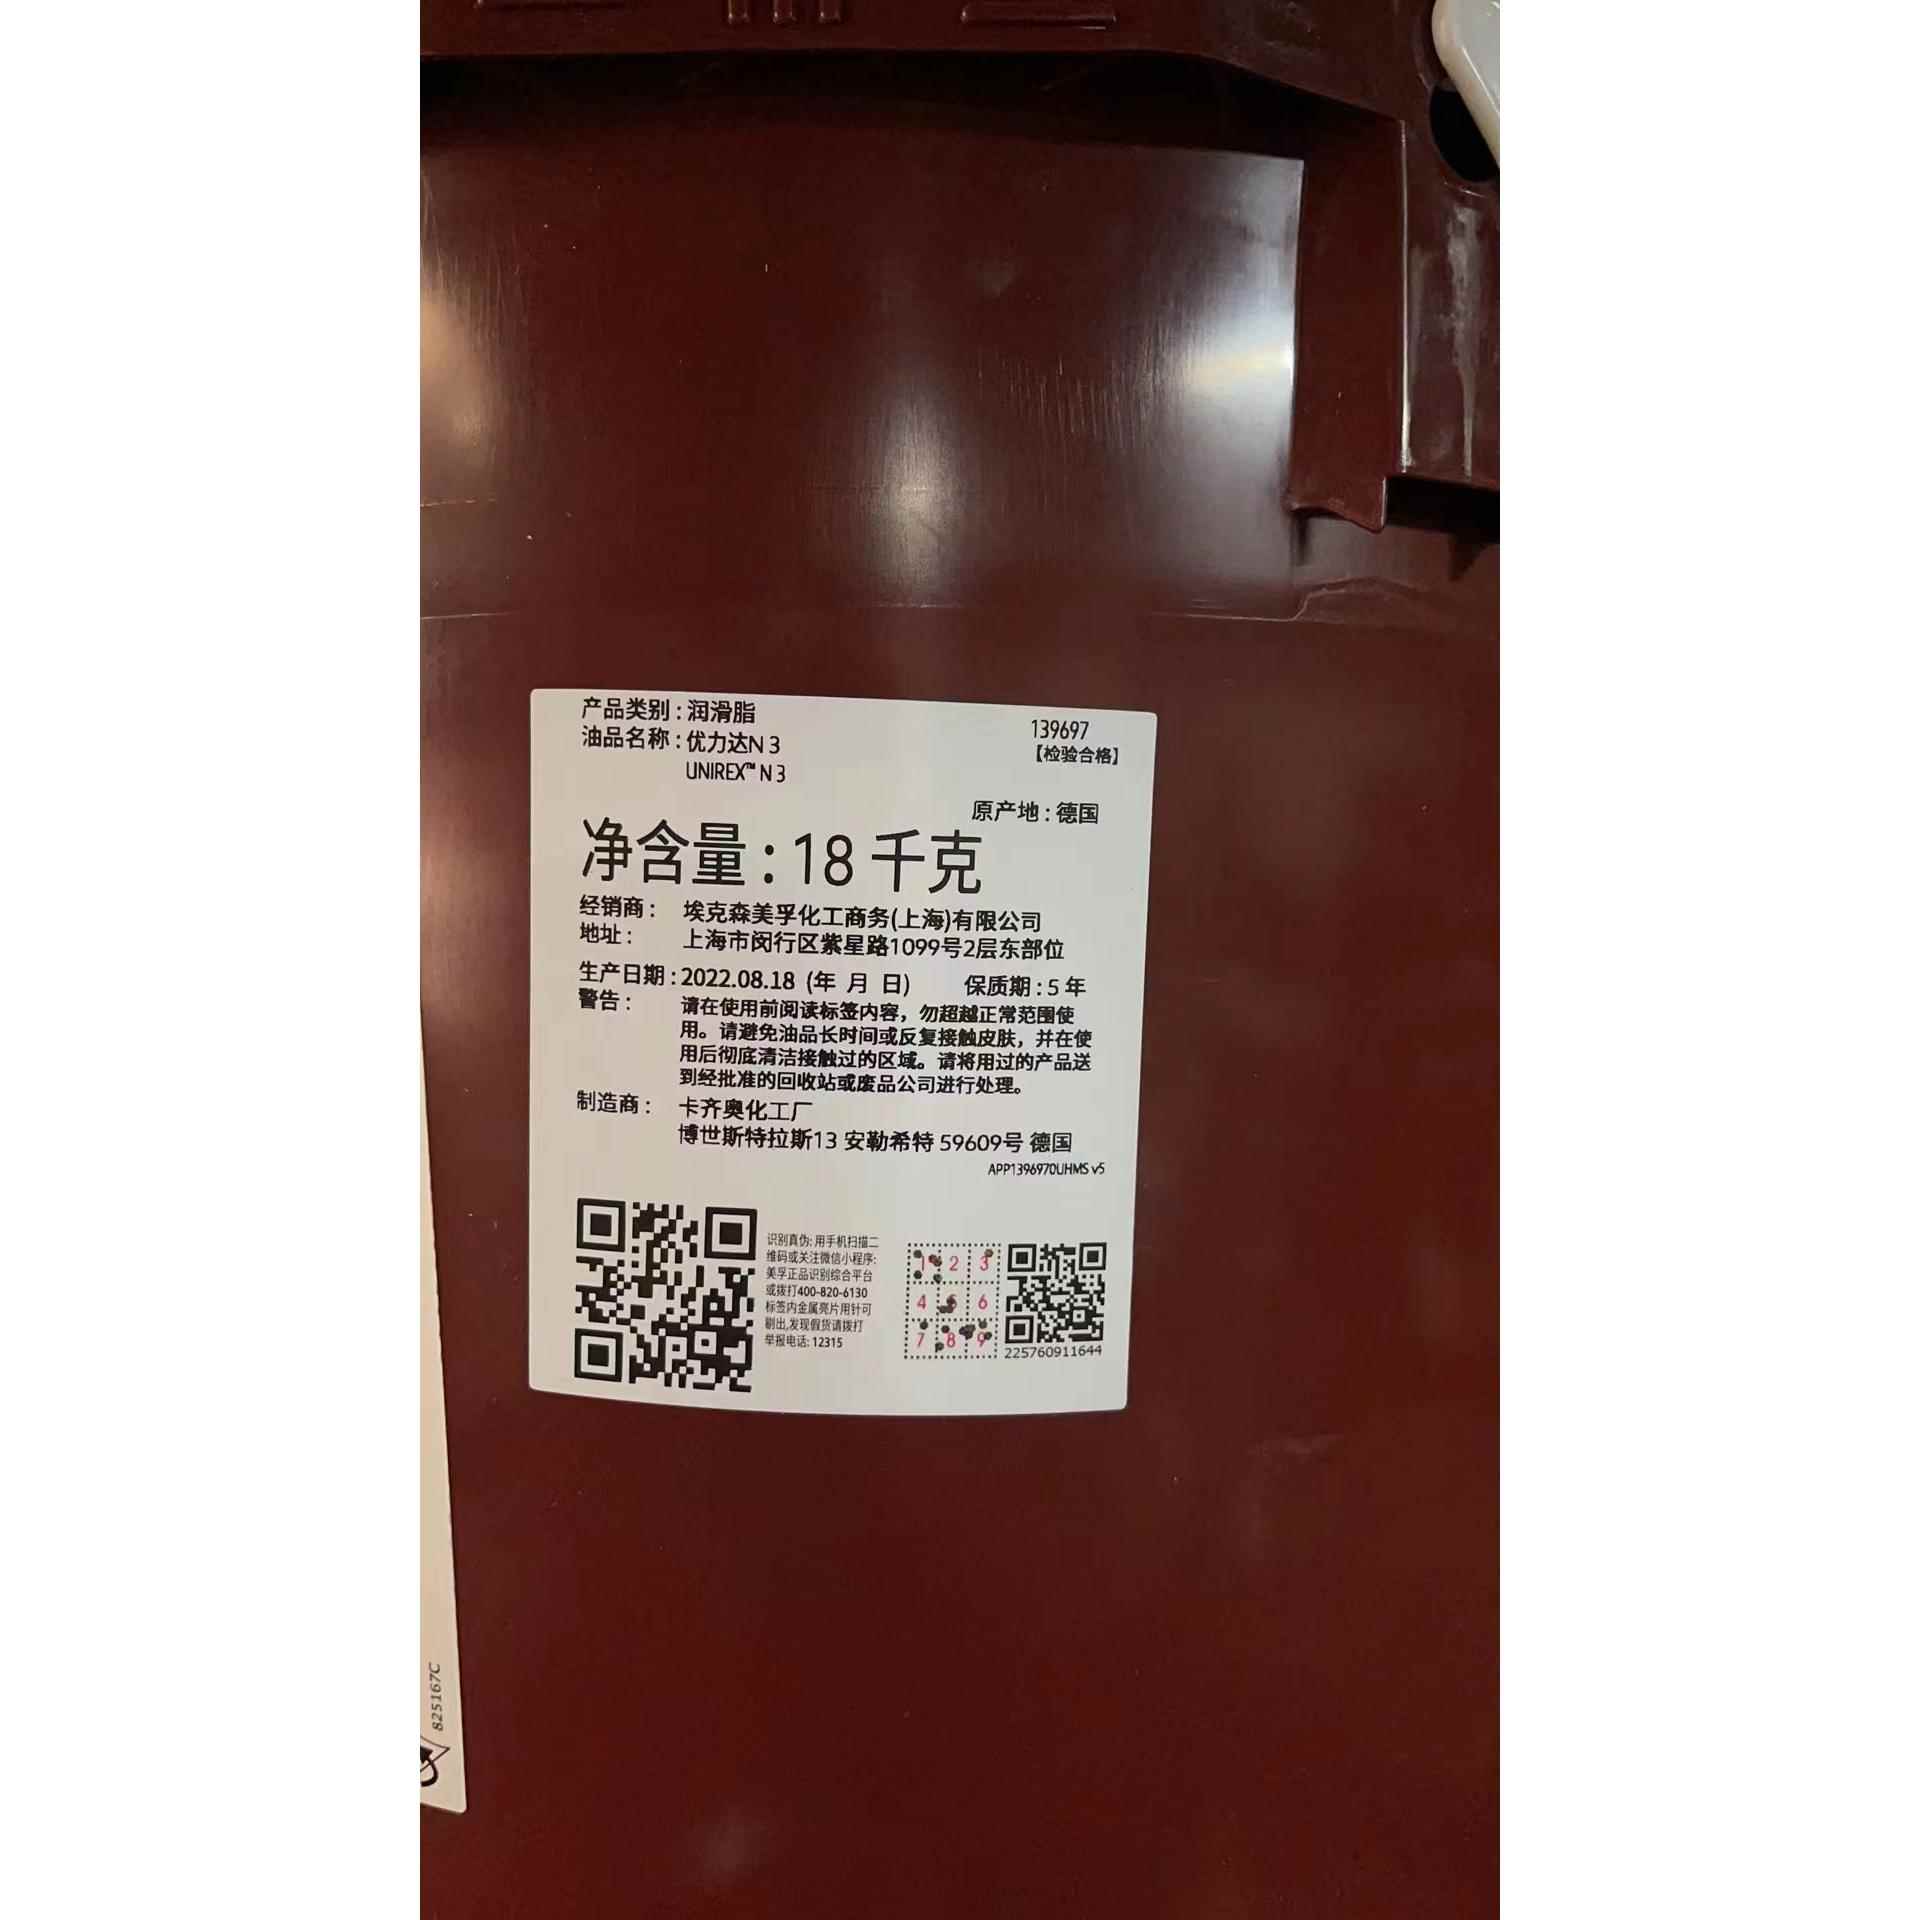 产品类别：润滑脂
油品名称：优力达N 3
UNIREX™ N 3
139697
【检验合格】
原产地：德国
净含量：18 千克
经销商： 埃克森美孚化工商务(上海)有限公司
地址： 上海市闵行区紫星路1099号2层东部位
生产日期：2022.08.18 (年 月 日) 保质期：5 年
警告： 请在使用前阅读标签内容，勿超越正常范围使
用。请避免油品长时间或反复接触皮肤，并在使
用后彻底清洁接触过的区域。请将用过的产品送
到经批准的回收站或废品公司进行处理。
制造商： 卡齐奥化工厂
博世斯特拉斯13 安勒希特 59609号 德国
APP1396970UHMS v5
识别真伪: 用手机扫描二
维码或关注微信小程序:
美孚正品识别综合平台
或拨打400-820-6130
标签内金属亮片用针可
剔出,发现假货请拨打
举报电话: 12315
1 2 3
4 5 6
7 8 9
225760911644
825167C